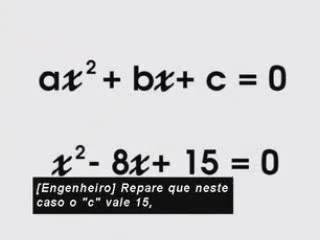 ax² + bx + c = 0
x² - 8x + 15 = 0
[Engenheiro] Repare que neste
caso o "c" vale 15,